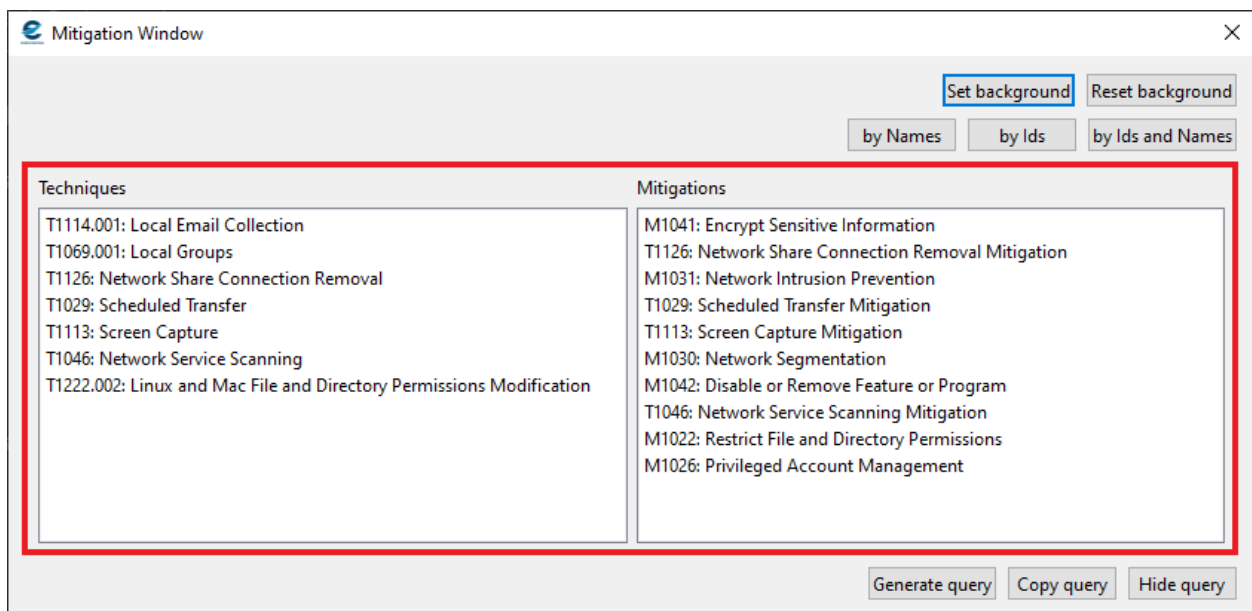 Mitigation Window
Set background Reset background
by Names by Ids by Ids and Names
Techniques
T1114.001: Local Email Collection
T1069.001: Local Groups
T1126: Network Share Connection Removal
T1029: Scheduled Transfer
T1113: Screen Capture
T1046: Network Service Scanning
T1222.002: Linux and Mac File and Directory Permissions Modification
Mitigations
M1041: Encrypt Sensitive Information
T1126: Network Share Connection Removal Mitigation
M1031: Network Intrusion Prevention
T1029: Scheduled Transfer Mitigation
T1113: Screen Capture Mitigation
M1030: Network Segmentation
M1042: Disable or Remove Feature or Program
T1046: Network Service Scanning Mitigation
M1022: Restrict File and Directory Permissions
M1026: Privileged Account Management
Generate query Copy query Hide query